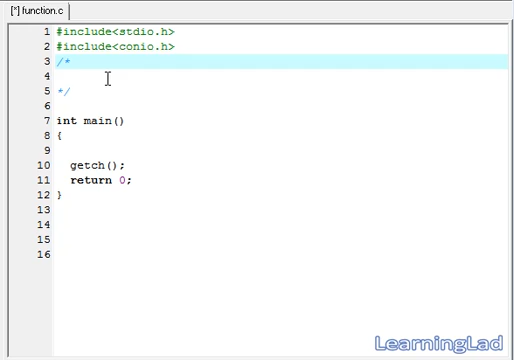 [*] function.c
1 #include<stdio.h>
2 #include<conio.h>
3 /*
4
5 */
6
7 int main()
8 {
9
10 getch();
11 return 0;
12 }
13
14
15
16
LearningLad